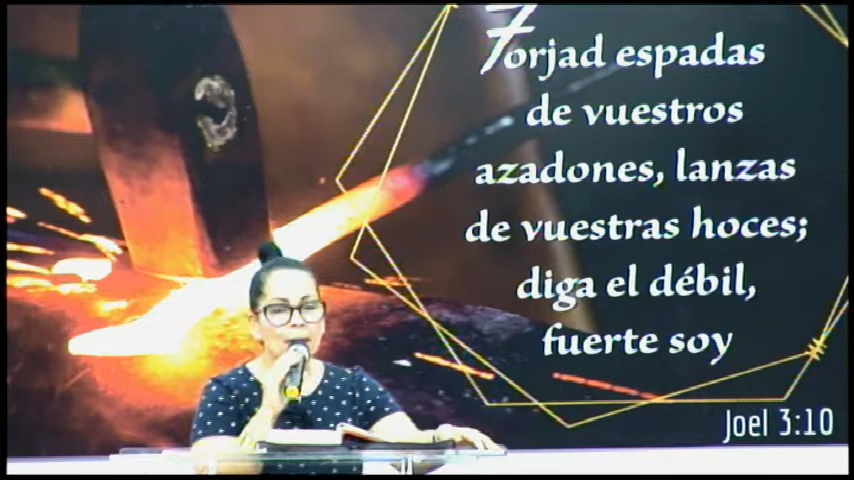 Forjad espadas
de vuestros
azadones, lanzas
de vuestras hoces;
diga el débil,
fuerte soy
Joel 3:10